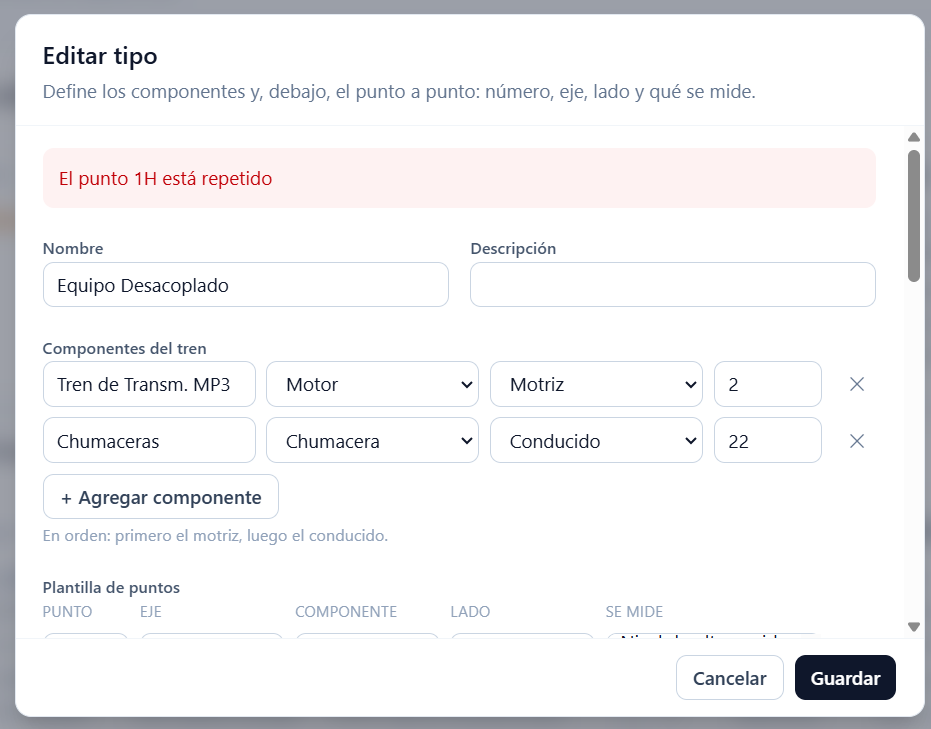 Editar tipo
Define los componentes y, debajo, el punto a punto: número, eje, lado y qué se mide.
El punto 1H está repetido
Nombre Descripción
Equipo Desacoplado
Componentes del tren
Tren de Transm. MP3 Motor Motriz 2
Chumaceras Chumacera Conducido 22
+ Agregar componente
En orden: primero el motriz, luego el conducido.
Plantilla de puntos
PUNTO EJE COMPONENTE LADO SE MIDE
Cancelar Guardar